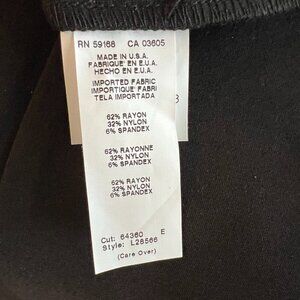 RN 59168 CA 03605
MADE IN U.S.A.
FABRIQUE' EN E.U.A.
HECHO EN E.U.A.
IMPORTED FABRIC
IMPORTIQUE' FABRI
TELA IMPORTADA
62% RAYON
32% NYLON
6% SPANDEX
62% RAYONNE
32% NYLON
6% SPANDEX
62% RAYON
32% NYLON
6% SPANDEX
Cut: 64360 E
Style: L28566
(Care Over)